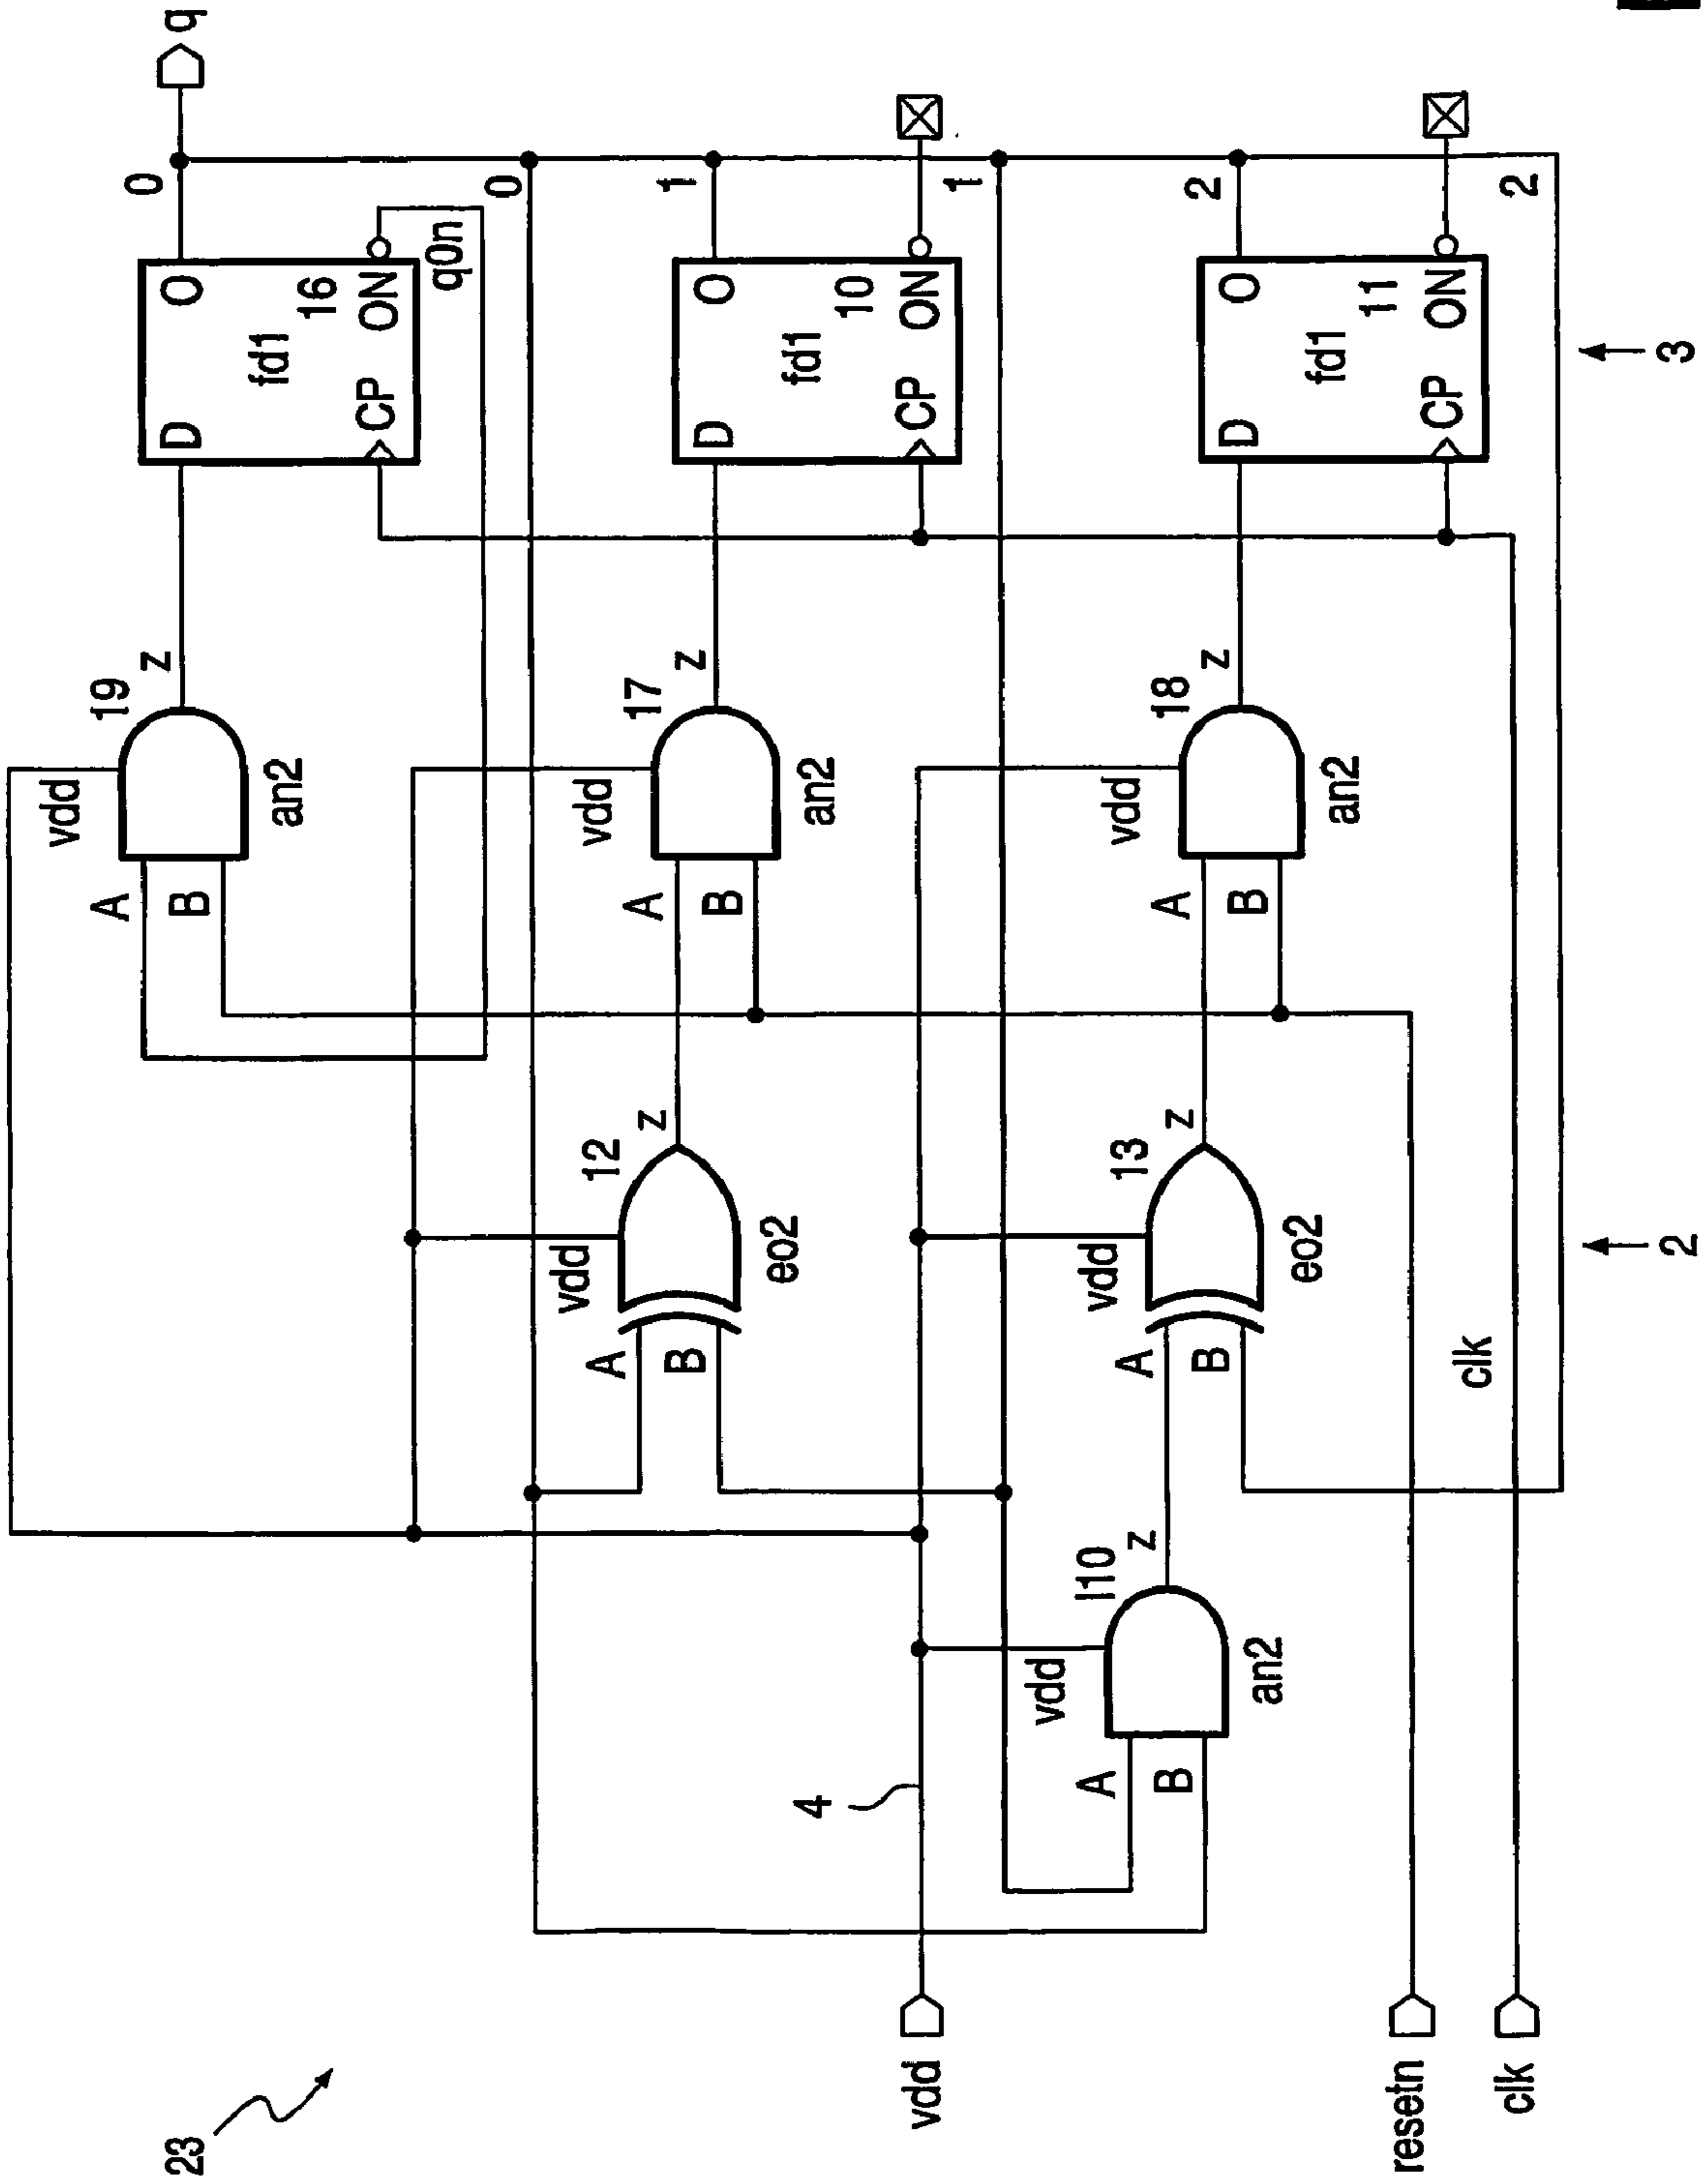 vdd
A 19 z 0
23 B D O q
an2 fd1 16
CP ON
q0n
0
vdd 12 vdd
A z A 17 z 1
B B D O
eo2 an2 fd1
4 10
vdd CP ON
1
vdd
I10 vdd 13 vdd
A z A z A 18 z 2
B B B D O
an2 eo2 an2 fd1
11
resetn CP ON
clk clk 2
2 3